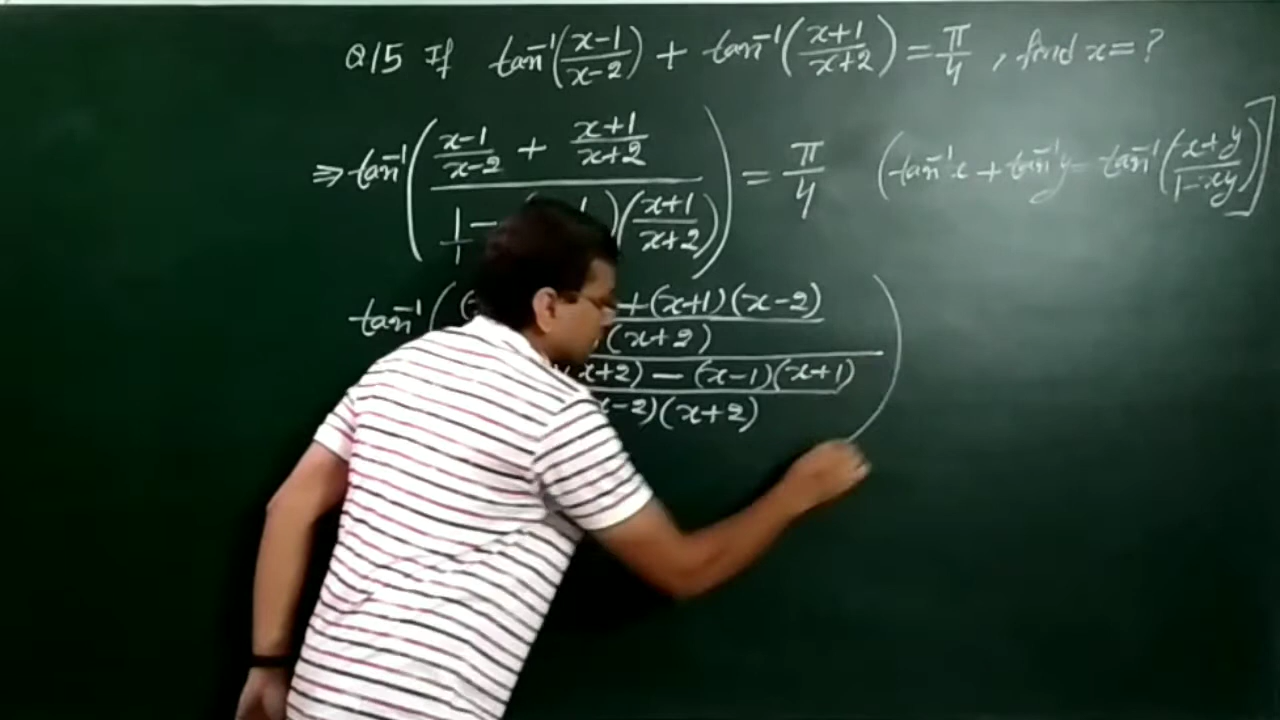 Q15 If tan⁻¹((x-1)/(x-2)) + tan⁻¹((x+1)/(x+2)) = π/4 , find x = ?
⇒ tan⁻¹(((x-1)/(x-2) + (x+1)/(x+2))/(1/1 - ( 1 )((x+1)/(x+2)))) = π/4 (tan⁻¹x + tan⁻¹y = tan⁻¹((x+y)/(1-xy))]
tan⁻¹(( + (x+1)(x-2)
(x+2)
x+2) - (x-1)(x+1)
x-2)(x+2) )